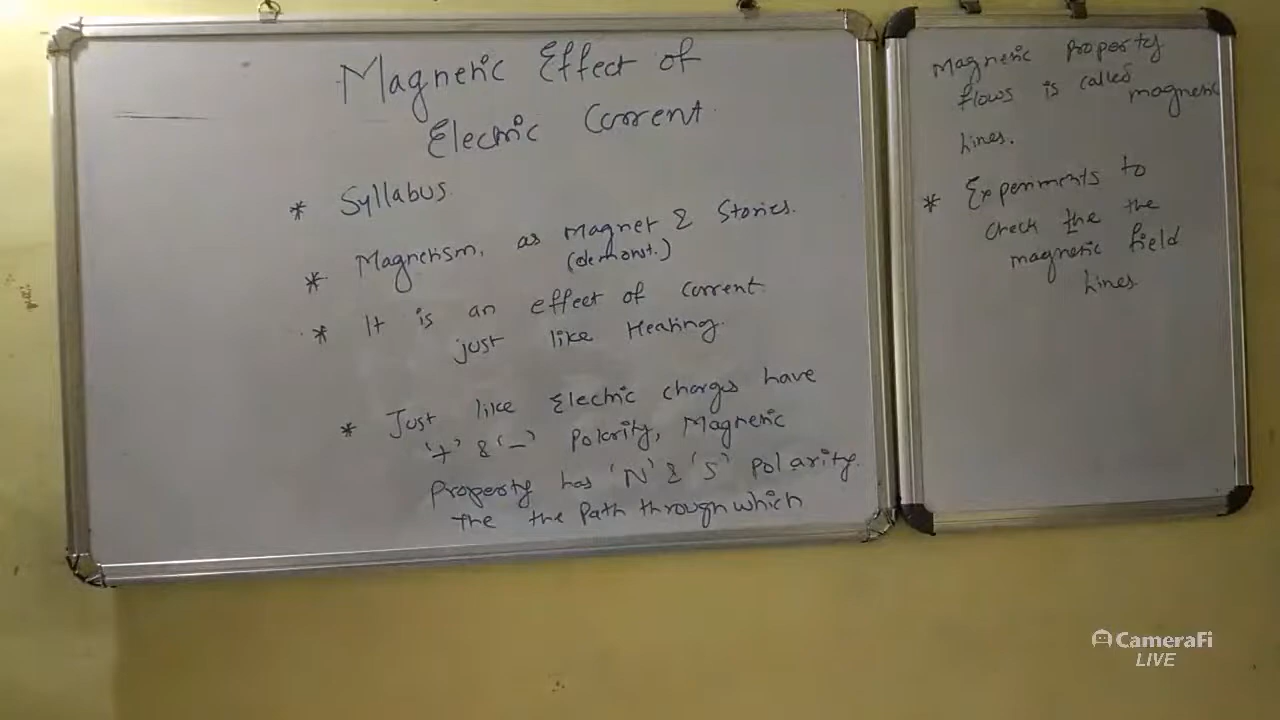 Magnetic Effect of
Electric Current.
* Syllabus.
* Magnetism, as Magnet & Stories.
(demonst.)
* It is an effect of current
just like Heating.
* Just like Electric charges have
'+' & '-' Polarity, Magnetic
Property has 'N' & 'S' Polarity.
The the Path through which
Magnetic Property
flows is called magnetic
Lines.
* Experiments to
check the the
magnetic field
Lines.
CameraFi
LIVE